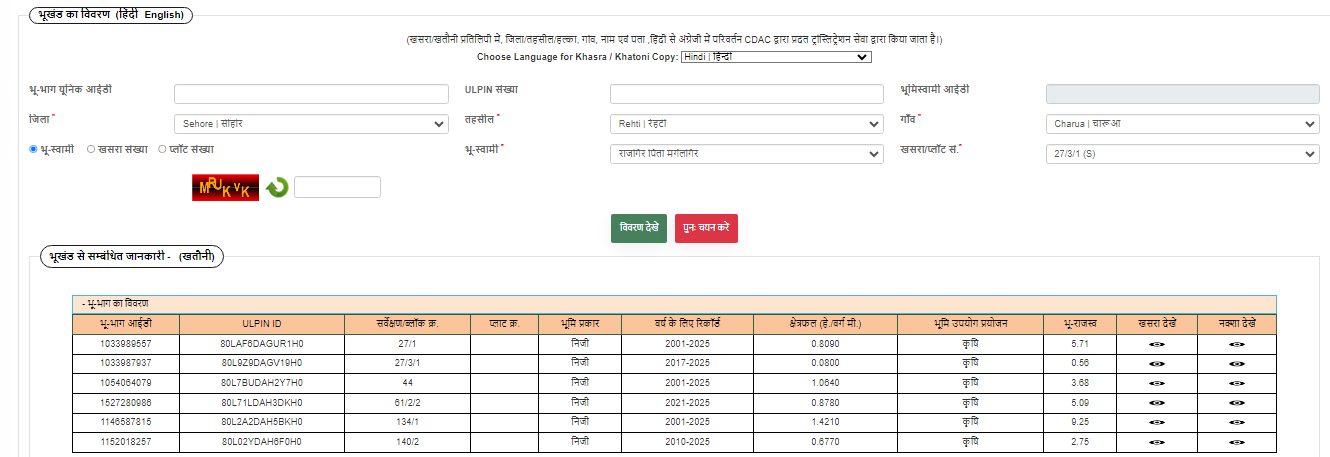 भूखंड का विवरण (हिंदी English)
(खसरा/खतौनी प्रतिलिपी में, जिला/तहसील/हल्का, गांव, नाम एवं पता ,हिंदी से अंग्रेजी में परिवर्तन CDAC द्वारा प्रदत ट्रांस्लिट्रेशन सेवा द्वारा किया जाता है।)
Choose Language for Khasra / Khatoni Copy: Hindi | हिन्दी
भू-भाग यूनिक आईडी ULPIN संख्या भूमिस्वामी आईडी
जिला * Sehore | सीहोर तहसील * Rehti | रेहटी गाँव * Charua | चारूआ
भू-स्वामी खसरा संख्या प्लॉट संख्या भू-स्वामी * राजगिर पिता मंगलगिर खसरा/प्लॉट सं.* 27/3/1 (S)
MRUKVK
विवरण देखें पुनः चयन करें
भूखंड से सम्बंधित जानकारी - (खतौनी)
- भू-भाग का विवरण
भू-भाग आईडी ULPIN ID सर्वेक्षण/ब्लॉक क्र. प्लाट क्र. भूमि प्रकार वर्ष के लिए रिकॉर्ड क्षेत्रफल (हे./वर्ग मी.) भूमि उपयोग प्रयोजन भू-राजस्व खसरा देखें नक्शा देखें
1033989557 80LAF6DAGUR1H0 27/1 निजी 2001-2025 0.8090 कृषि 5.71
1033987937 80L9Z9DAGV19H0 27/3/1 निजी 2017-2025 0.0800 कृषि 0.56
1054064079 80L7BUDAH2Y7H0 44 निजी 2001-2025 1.0640 कृषि 3.68
1527280986 80L71LDAH3DKH0 61/2/2 निजी 2021-2025 0.8780 कृषि 5.09
1146587815 80L2A2DAH5BKH0 134/1 निजी 2001-2025 1.4210 कृषि 9.25
1152018257 80L02YDAH6F0H0 140/2 निजी 2010-2025 0.6770 कृषि 2.75